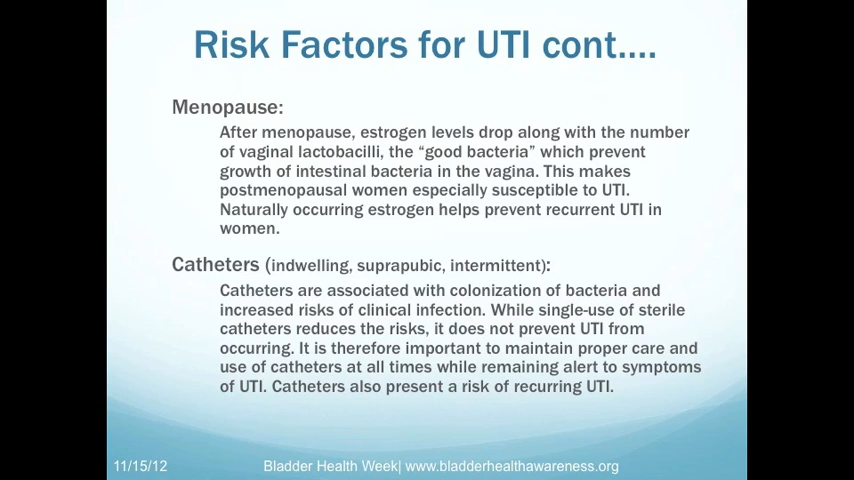 Risk Factors for UTI cont....
Menopause:
After menopause, estrogen levels drop along with the number
of vaginal lactobacilli, the “good bacteria” which prevent
growth of intestinal bacteria in the vagina. This makes
postmenopausal women especially susceptible to UTI.
Naturally occurring estrogen helps prevent recurrent UTI in
women.
Catheters (indwelling, suprapubic, intermittent):
Catheters are associated with colonization of bacteria and
increased risks of clinical infection. While single-use of sterile
catheters reduces the risks, it does not prevent UTI from
occurring. It is therefore important to maintain proper care and
use of catheters at all times while remaining alert to symptoms
of UTI. Catheters also present a risk of recurring UTI.
11/15/12
Bladder Health Week| www.bladderhealthawareness.org